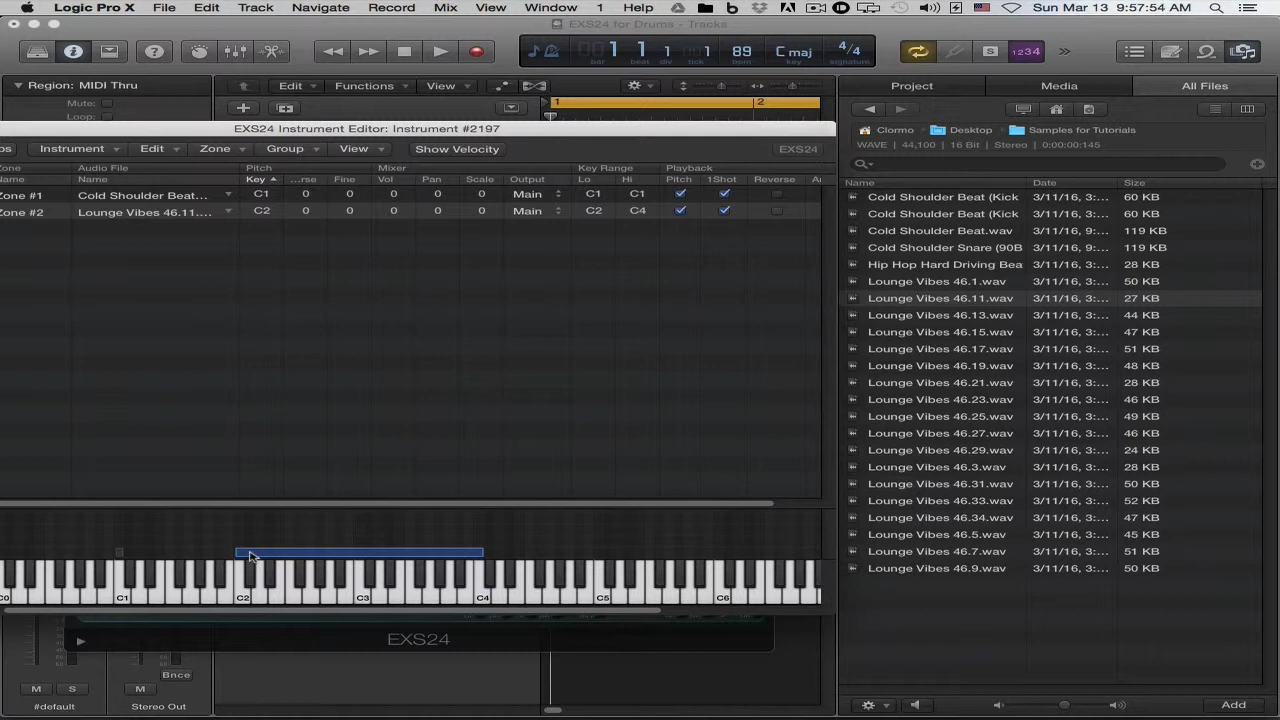 Logic Pro X File Edit Track Navigate Record Mix View Window 1 Help Sun Mar 13 9:57:54 AM
EXS24 for Drums - Tracks
1 1 1 1 89 C maj 4/4 1234
bar beat div tick bpm key signature
Region: MIDI Thru Edit Functions View Project Media All Files
Mute:
Loop: 1 2
Clormo Desktop Samples for Tutorials
EXS24 Instrument Editor: Instrument #2197
WAVE | 44,100 | 16 Bit | Stereo | 0:00:00:145
ps Instrument Edit Zone Group View Show Velocity EXS24
Zone Audio File Pitch Mixer Key Range Playback
Name Name Key ...rse Fine Vol Pan Scale Output Lo Hi Pitch 1Shot Reverse
Zone #1 Cold Shoulder Beat... C1 0 0 0 0 0 Main C1 C1
Zone #2 Lounge Vibes 46.11.... C2 0 0 0 0 0 Main C2 C4
Name Date Size
Cold Shoulder Beat (Kick 3/11/16, 3:... 60 KB
Cold Shoulder Beat (Kick 3/11/16, 3:... 60 KB
Cold Shoulder Beat.wav 3/11/16, 9:... 119 KB
Cold Shoulder Snare (90B 3/11/16, 3:... 119 KB
Hip Hop Hard Driving Bea 3/11/16, 3:... 28 KB
Lounge Vibes 46.1.wav 3/11/16, 3:... 50 KB
Lounge Vibes 46.11.wav 3/11/16, 3:... 27 KB
Lounge Vibes 46.13.wav 3/11/16, 3:... 44 KB
Lounge Vibes 46.15.wav 3/11/16, 3:... 47 KB
Lounge Vibes 46.17.wav 3/11/16, 3:... 51 KB
Lounge Vibes 46.19.wav 3/11/16, 3:... 48 KB
Lounge Vibes 46.21.wav 3/11/16, 3:... 28 KB
Lounge Vibes 46.23.wav 3/11/16, 3:... 46 KB
Lounge Vibes 46.25.wav 3/11/16, 3:... 49 KB
Lounge Vibes 46.27.wav 3/11/16, 3:... 46 KB
Lounge Vibes 46.29.wav 3/11/16, 3:... 24 KB
Lounge Vibes 46.3.wav 3/11/16, 3:... 28 KB
Lounge Vibes 46.31.wav 3/11/16, 3:... 50 KB
Lounge Vibes 46.33.wav 3/11/16, 3:... 52 KB
Lounge Vibes 46.34.wav 3/11/16, 3:... 47 KB
Lounge Vibes 46.5.wav 3/11/16, 3:... 45 KB
Lounge Vibes 46.7.wav 3/11/16, 3:... 51 KB
Lounge Vibes 46.9.wav 3/11/16, 3:... 50 KB
C0 C1 C2 C3 C4 C5 C6
EXS24
Bnce
M S M
#default Stereo Out Add